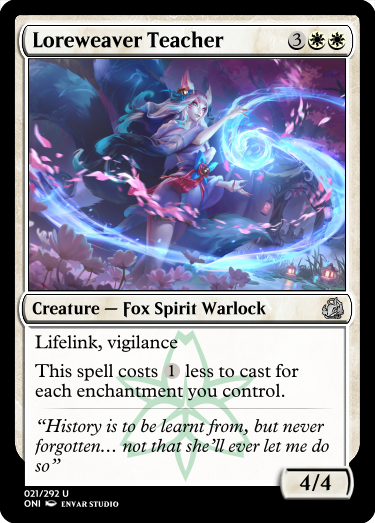 Loreweaver Teacher 3
Creature — Fox Spirit Warlock
Lifelink, vigilance
This spell costs 1 less to cast for
each enchantment you control.
“History is to be learnt from, but never
forgotten… not that she’ll ever let me do
so”
4/4
021/292 U
ONI ENVAR STUDIO